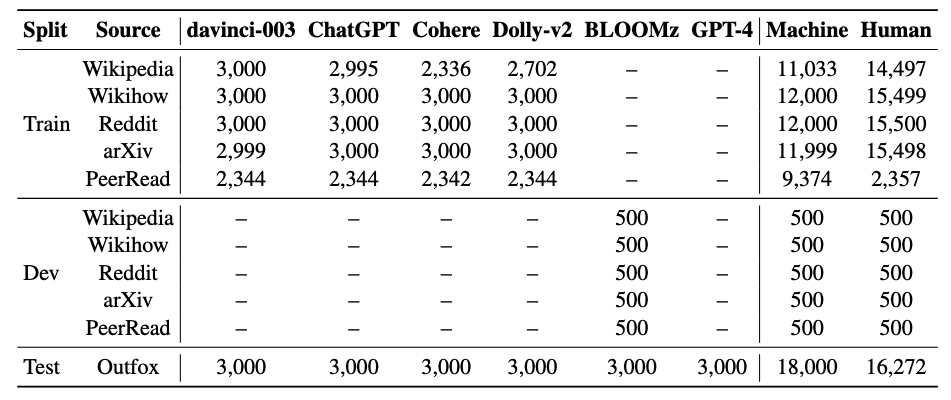 Split Source davinci-003 ChatGPT Cohere Dolly-v2 BLOOMz GPT-4 Machine Human
Wikipedia 3,000 2,995 2,336 2,702 – – 11,033 14,497
Wikihow 3,000 3,000 3,000 3,000 – – 12,000 15,499
Train Reddit 3,000 3,000 3,000 3,000 – – 12,000 15,500
arXiv 2,999 3,000 3,000 3,000 – – 11,999 15,498
PeerRead 2,344 2,344 2,342 2,344 – – 9,374 2,357
Wikipedia – – – – 500 – 500 500
Wikihow – – – – 500 – 500 500
Dev Reddit – – – – 500 – 500 500
arXiv – – – – 500 – 500 500
PeerRead – – – – 500 – 500 500
Test Outfox 3,000 3,000 3,000 3,000 3,000 3,000 18,000 16,272